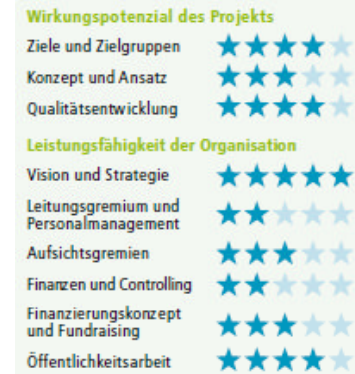 Wirkungspotenzial des Projekts
Ziele und Zielgruppen
Konzept und Ansatz
Qualitätsentwicklung
Leistungsfähigkeit der Organisation
Vision und Strategie
Leitungsgremium und
Personalmanagement
Aufsichtsgremien
Finanzen und Controlling
Finanzierungskonzept
und Fundraising
Öffentlichkeitsarbeit